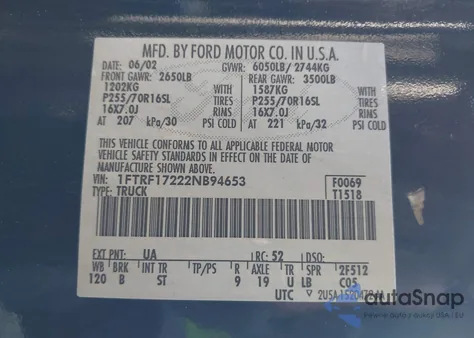 MFD. BY FORD MOTOR CO. IN U.S.A.
DATE: 06/02 GVWR: 6050LB/ 2744KG
FRONT GAWR: 2650LB REAR GAWR: 3500LB
1202KG WITH 1587KG WITH
P255/70R16SL TIRES P255/70R16SL TIRES
16X7.0J RIMS 16X7.0J RIMS
AT 207 kPa/30 PSI COLD AT 221 kPa/32 PSI COLD
THIS VEHICLE CONFORMS TO ALL APPLICABLE FEDERAL MOTOR
VEHICLE SAFETY, BUMPER, AND THEFT PREVENTION STANDARDS IN
EFFECT ON THE DATE OF MANUFACTURE SHOWN ABOVE.
VIN: 1FTRF17222NB94653 F0069
TYPE: TRUCK T1518
EXT PNT: UA RC: 52 DSO:
WB BRK INT TR TP/PS R AXLE TR SPR 2F512
120 B ST 9 19 U LB C05
UTC
autoSnap